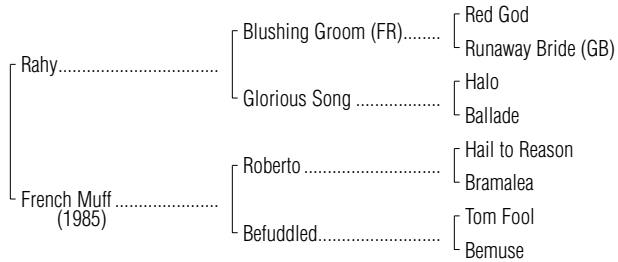 Red God
Blushing Groom (FR)........
Runaway Bride (GB)
Rahy..................................
Halo
Glorious Song ..................
Ballade
Hail to Reason
Roberto .............................
Bramalea
French Muff ......................
(1985)
Tom Fool
Befuddled..........................
Bemuse